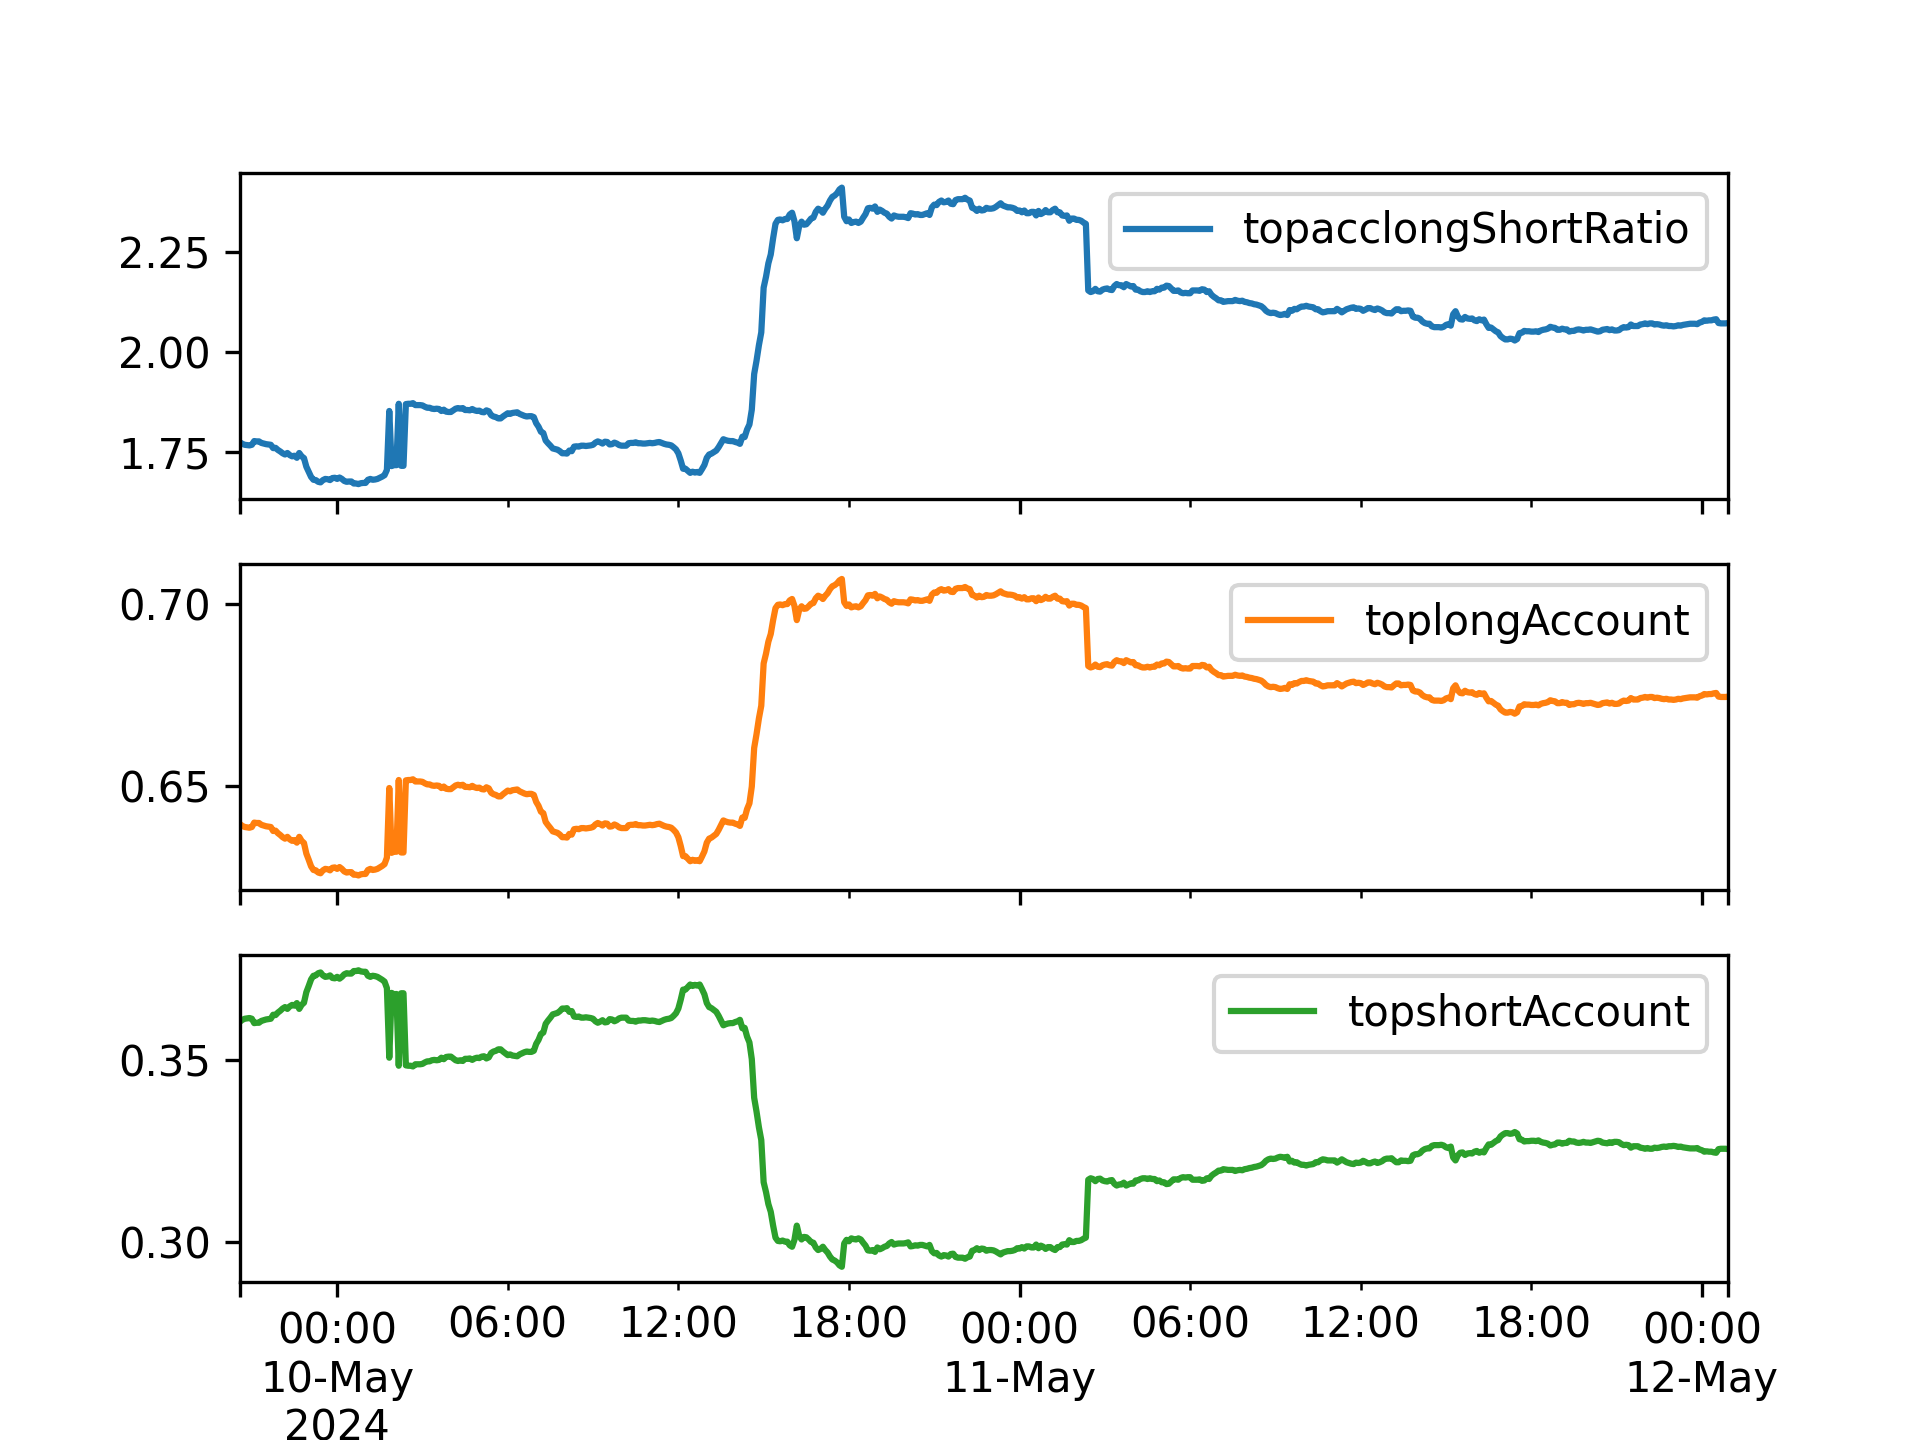 topacclongShortRatio
2.25
2.00
1.75
toplongAccount
0.70
0.65
topshortAccount
0.35
0.30
00:00 06:00 12:00 18:00 00:00 06:00 12:00 18:00 00:00
10-May 11-May 12-May
2024